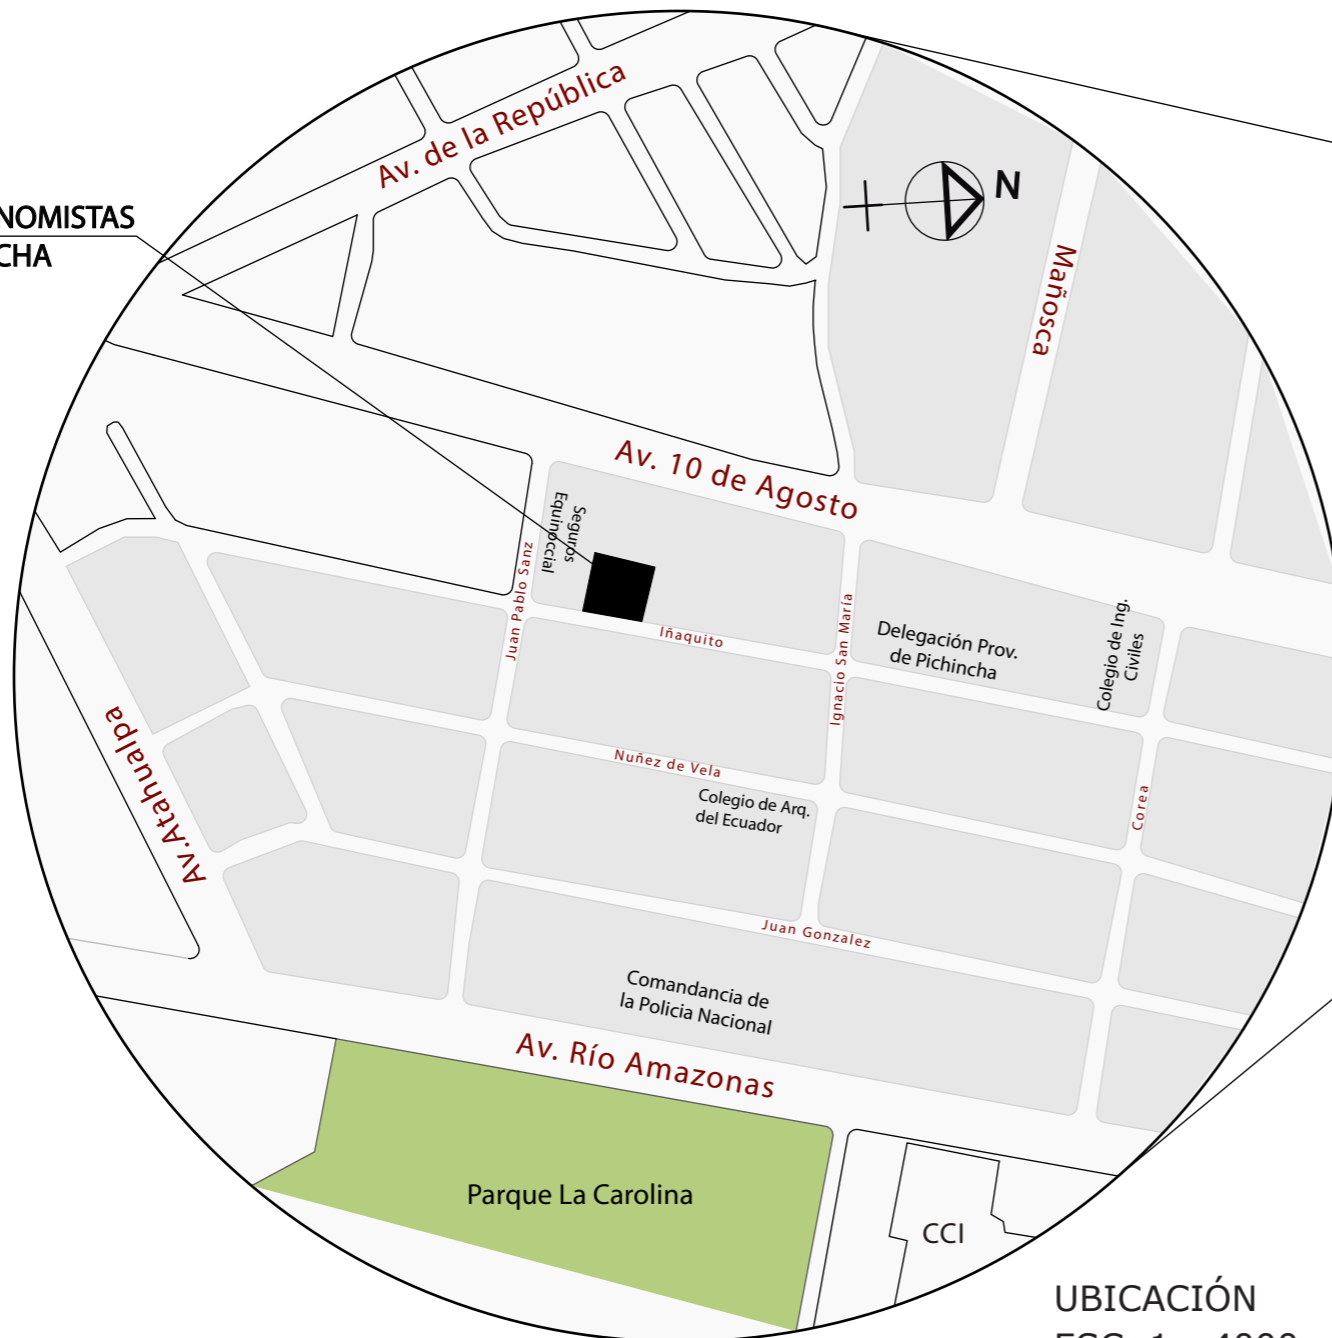 Av. de la República
N
NOMISTAS
CHA
Mañosca
Av. 10 de Agosto
Seguros
Equinoccial
Juan Pablo Sanz
Iñaquito
Ignacio San María
Delegación Prov.
de Pichincha
Colegio de Ing.
Civiles
Av.Atahualpa
Nuñez de Vela
Colegio de Arq.
del Ecuador
Corea
Juan Gonzalez
Comandancia de
la Policia Nacional
Av. Río Amazonas
Parque La Carolina
CCI
UBICACIÓN